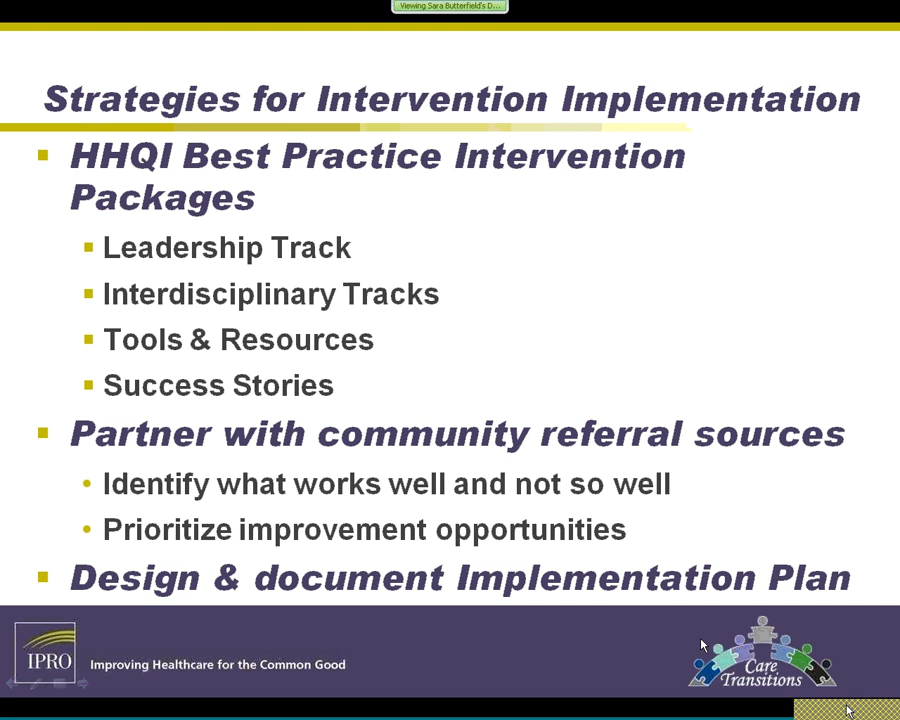 Viewing Sara Butterfield's D...
Strategies for Intervention Implementation
HHQI Best Practice Intervention
Packages
Leadership Track
Interdisciplinary Tracks
Tools & Resources
Success Stories
Partner with community referral sources
Identify what works well and not so well
Prioritize improvement opportunities
Design & document Implementation Plan
IPRO
Improving Healthcare for the Common Good
Care
Transitions